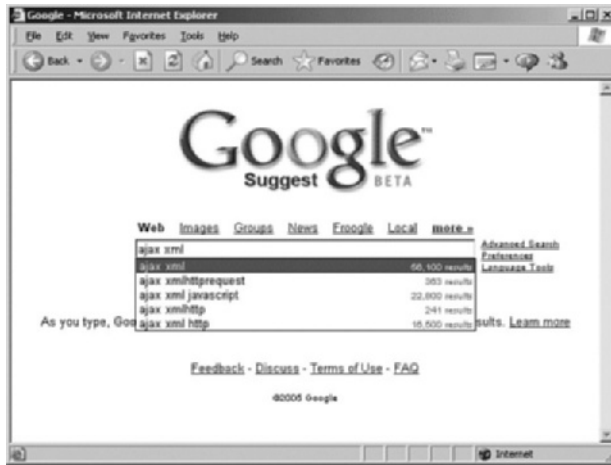 Google - Microsoft Internet Explorer
File Edit View Favorites Tools Help
Back Search Favorites
Google™
Suggest BETA
Web Images Groups News Froogle Local more »
ajax xml
Advanced Search
Preferences
Language Tools
ajax xml 66,100 results
ajax xmlhttprequest 363 results
ajax xml javascript 22,800 results
ajax xmlhttp 241 results
ajax xml http 16,500 results
As you type, Goo sults. Learn more
Feedback - Discuss - Terms of Use - FAQ
©2005 Google
Internet